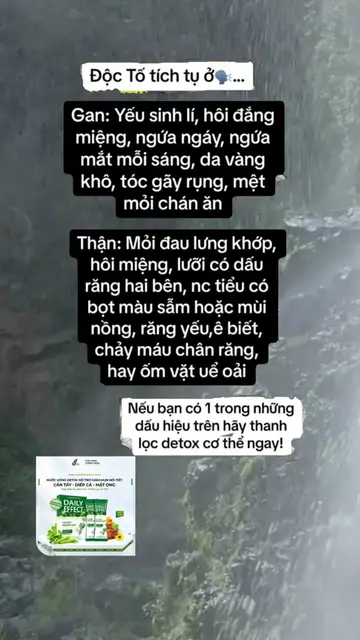 Độc Tố tích tụ ở🗣️...
Gan: Yếu sinh lí, hôi đắng
miệng, ngứa ngáy, ngứa
mắt mỗi sáng, da vàng
khô, tóc gãy rụng, mệt
mỏi chán ăn
Thận: Mỏi đau lưng khớp,
hôi miệng, lưỡi có dấu
răng hai bên, nc tiểu có
bọt màu sẫm hoặc mùi
nồng, răng yếu,ê biết,
chảy máu chân răng,
hay ốm vặt uể oải
Nếu bạn có 1 trong những
dấu hiệu trên hãy thanh
lọc detox cơ thể ngay!
NƯỚC UỐNG DETOX HỖ TRỢ GIẢM MỤN NỘI TIẾT
CẦN TÂY - DIẾP CÁ - MẬT ONG
DAILY
EFFECT